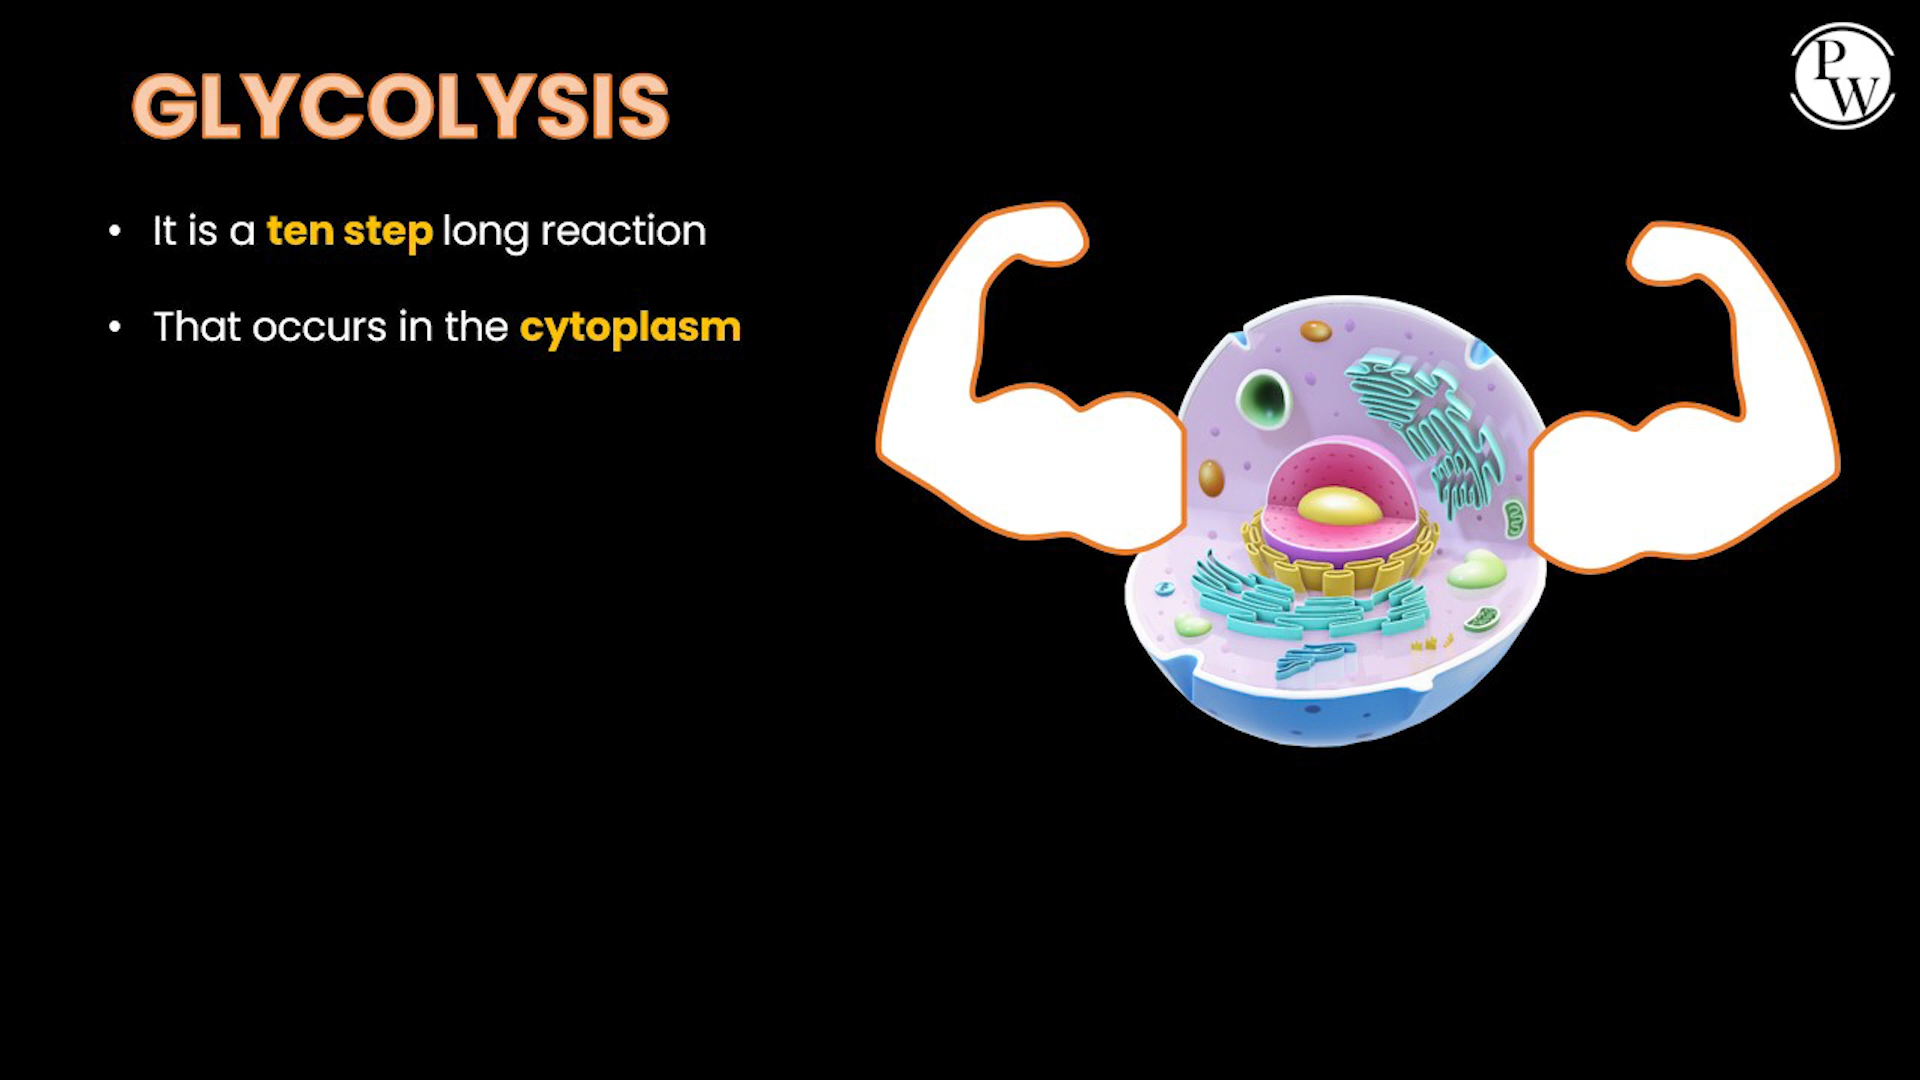 GLYCOLYSIS
PW
• It is a ten step long reaction
• That occurs in the cytoplasm